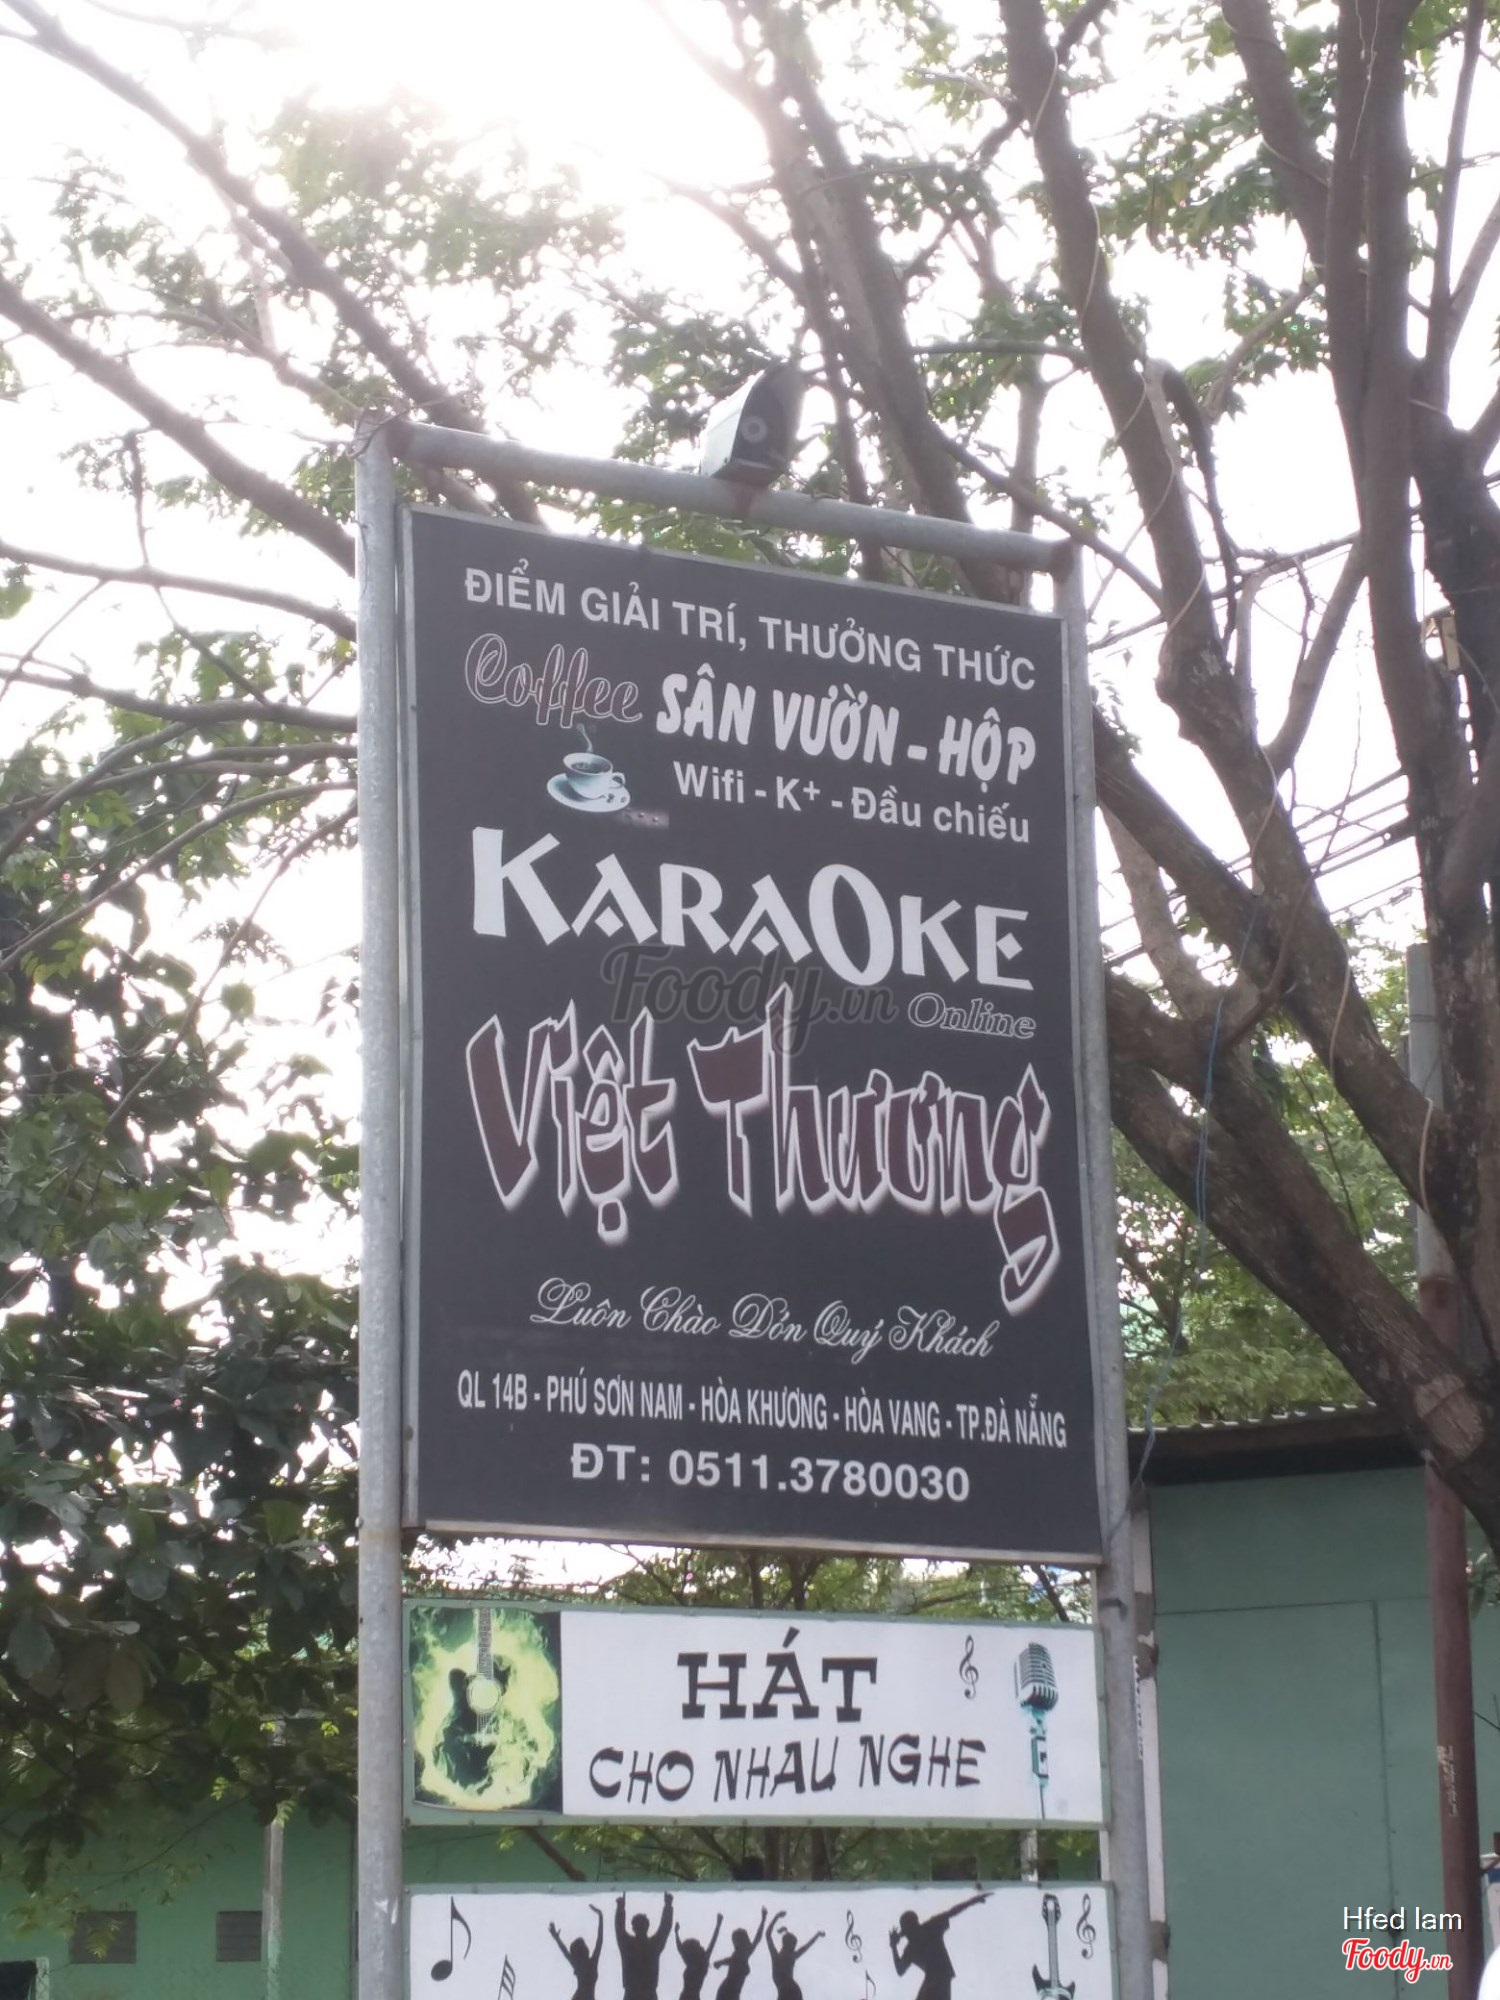 ĐIỂM GIẢI TRÍ, THƯỞNG THỨC
Coffee SÂN VƯỜN - HỘP
Wifi - K+ - Đầu chiếu
KARAOKE
Online
Việt Thương
Luôn Chào Đón Quý Khách
QL 14B - PHÚ SƠN NAM - HÒA KHƯƠNG - HÒA VANG - TP.ĐÀ NẴNG
ĐT: 0511.3780030
HÁT
CHO NHAU NGHE
Foody.vn
Hfed lam
Foody.vn